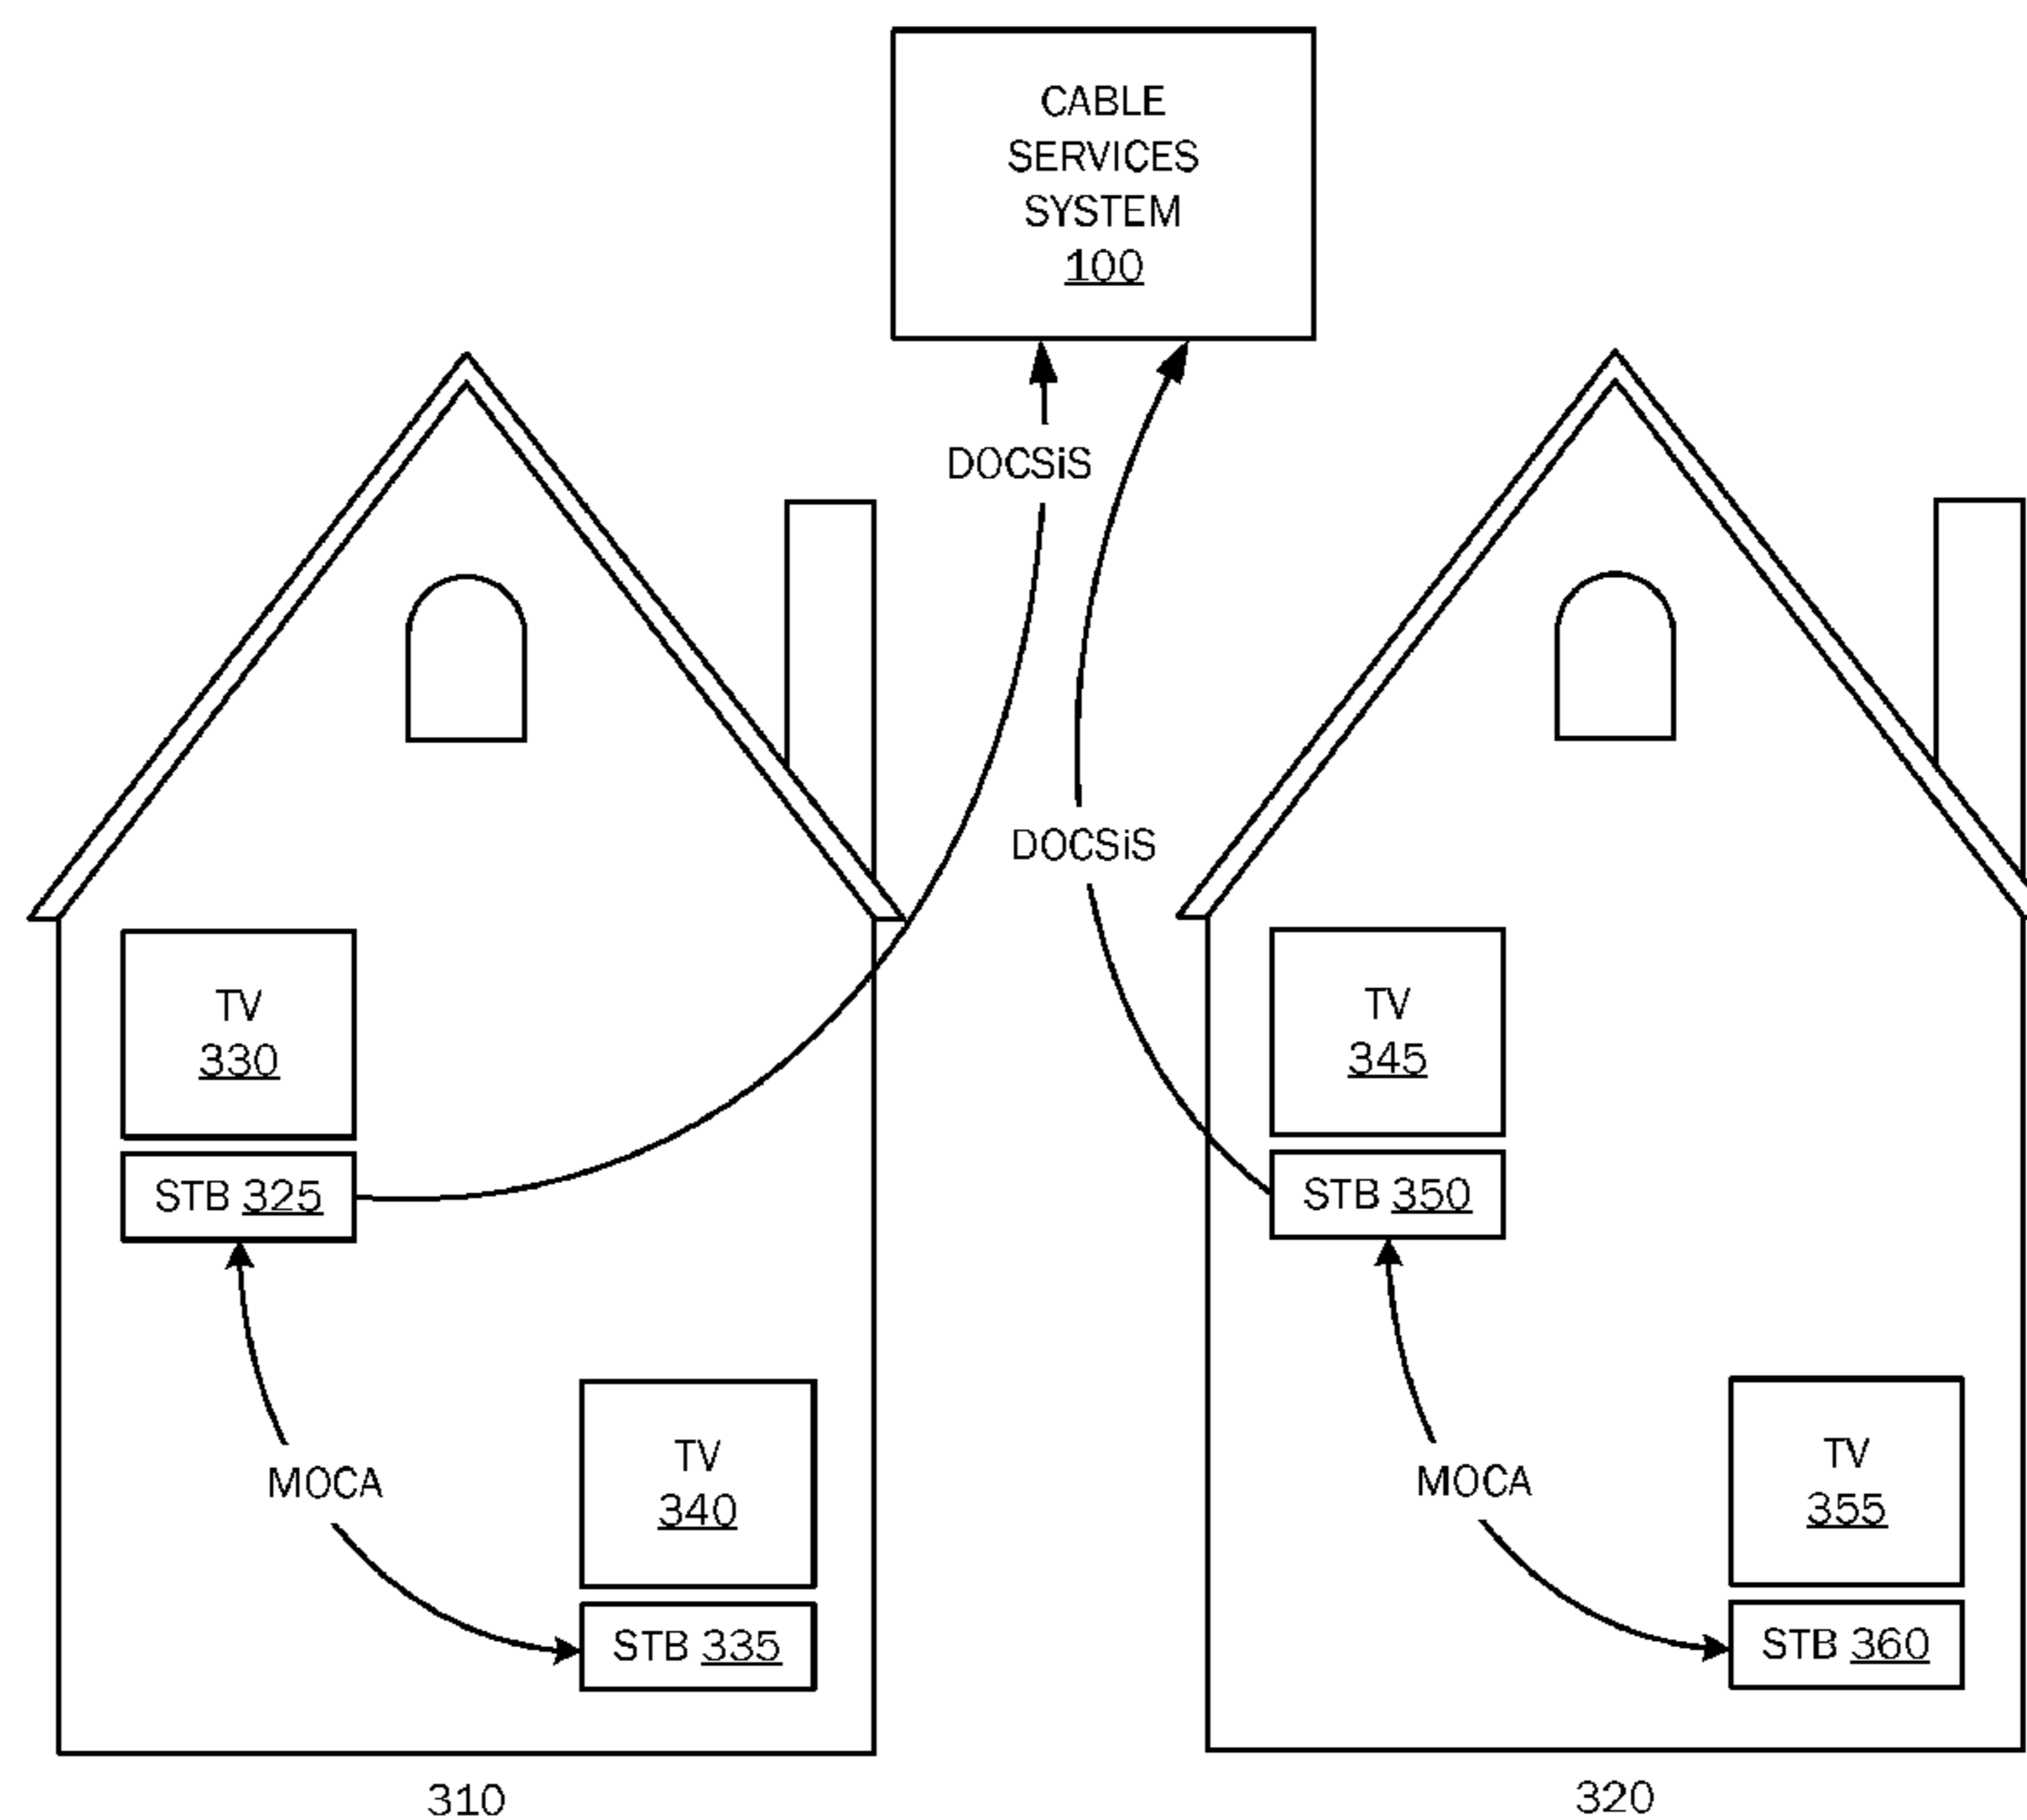 CABLE
SERVICES
SYSTEM
100
DOCSiS
DOCSiS
TV
330
STB 325
MOCA
TV
340
STB 335
310
TV
345
STB 350
MOCA
TV
355
STB 360
320